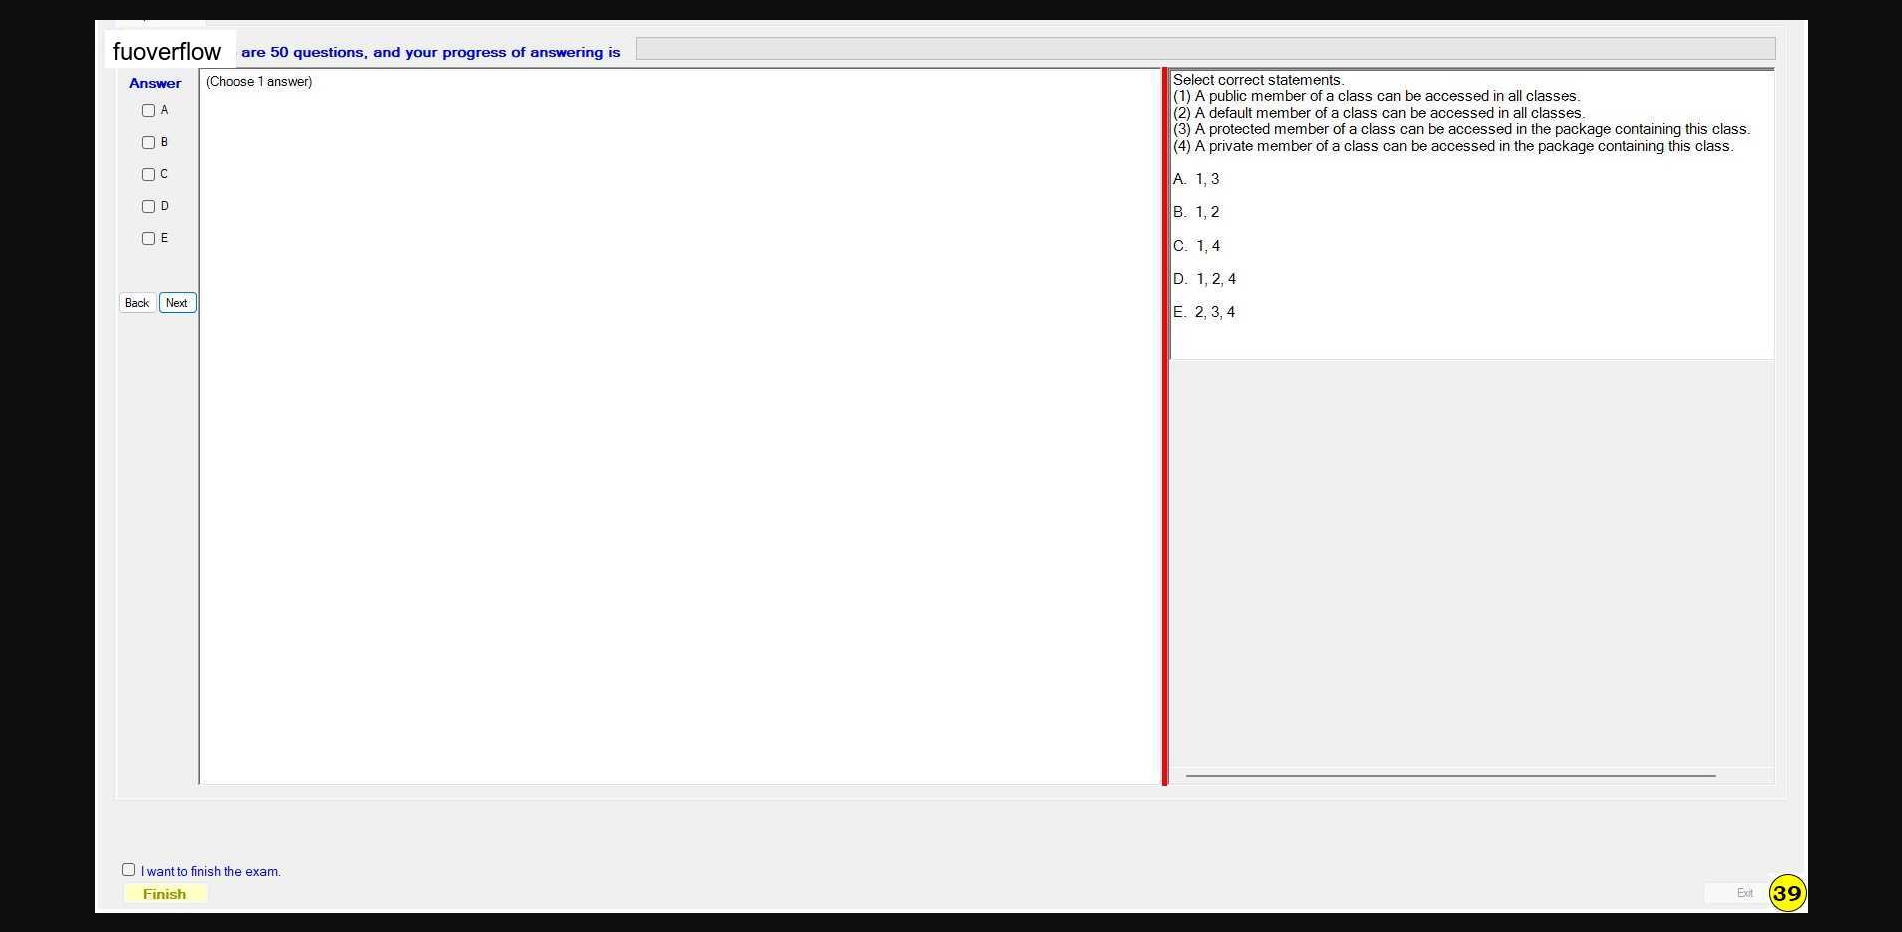 fuoverflow are 50 questions, and your progress of answering is
Answer
(Choose 1 answer)
A
B
C
D
E
Back Next
Select correct statements.
(1) A public member of a class can be accessed in all classes.
(2) A default member of a class can be accessed in all classes.
(3) A protected member of a class can be accessed in the package containing this class.
(4) A private member of a class can be accessed in the package containing this class.
A. 1, 3
B. 1, 2
C. 1, 4
D. 1, 2, 4
E. 2, 3, 4
I want to finish the exam.
Finish
Exit
39